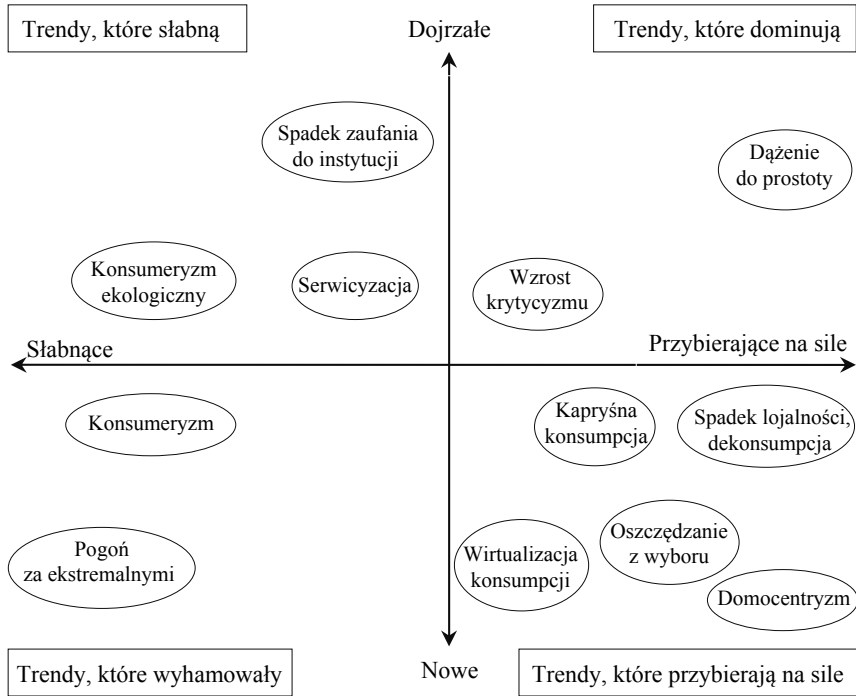 Trendy, które słabną
Dojrzałe
Trendy, które dominują
Spadek zaufania
do instytucji
Dążenie
do prostoty
Konsumeryzm
ekologiczny
Serwicyzacja
Wzrost
krytycyzmu
Słabnące
Przybierające na sile
Konsumeryzm
Kapryśna
konsumpcja
Spadek lojalności,
dekonsumpcja
Pogoń
za ekstremalnymi
Wirtualizacja
konsumpcji
Oszczędzanie
z wyboru
Domocentryzm
Trendy, które wyhamowały
Nowe
Trendy, które przybierają na sile